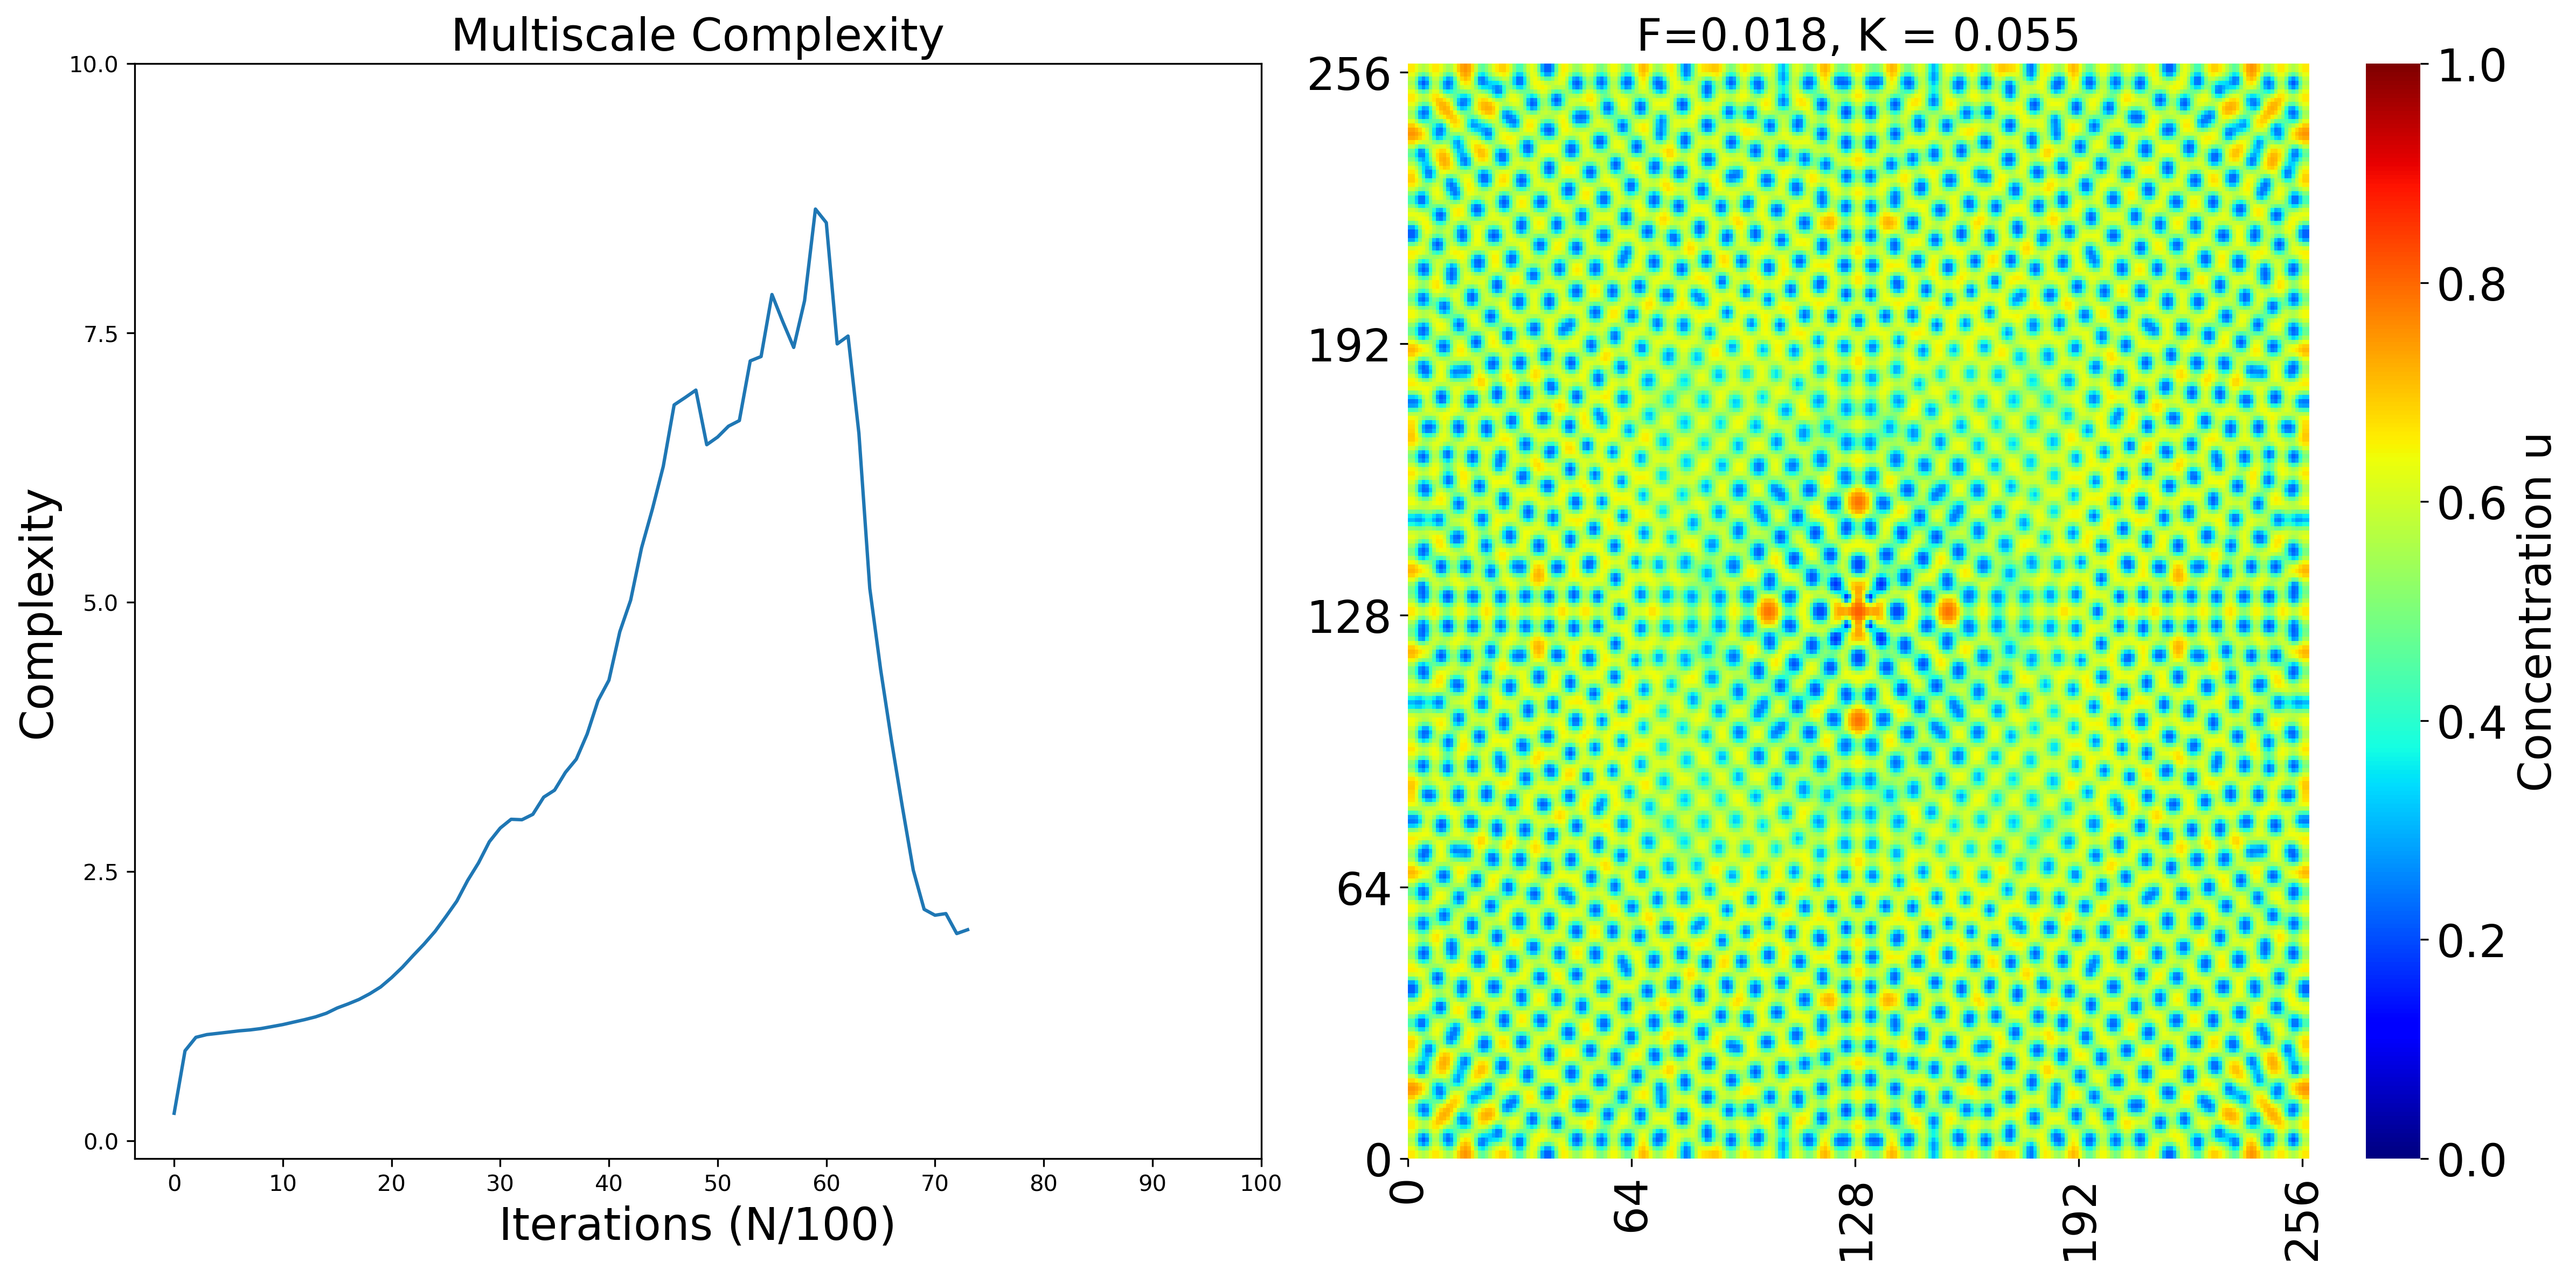 Multiscale Complexity
10.0
7.5
5.0
2.5
0.0
Complexity
0 10 20 30 40 50 60 70 80 90 100
Iterations (N/100)
F=0.018, K = 0.055
256
192
128
64
0
0 64 128 192 256
1.0
0.8
0.6
0.4
0.2
0.0
Concentration u